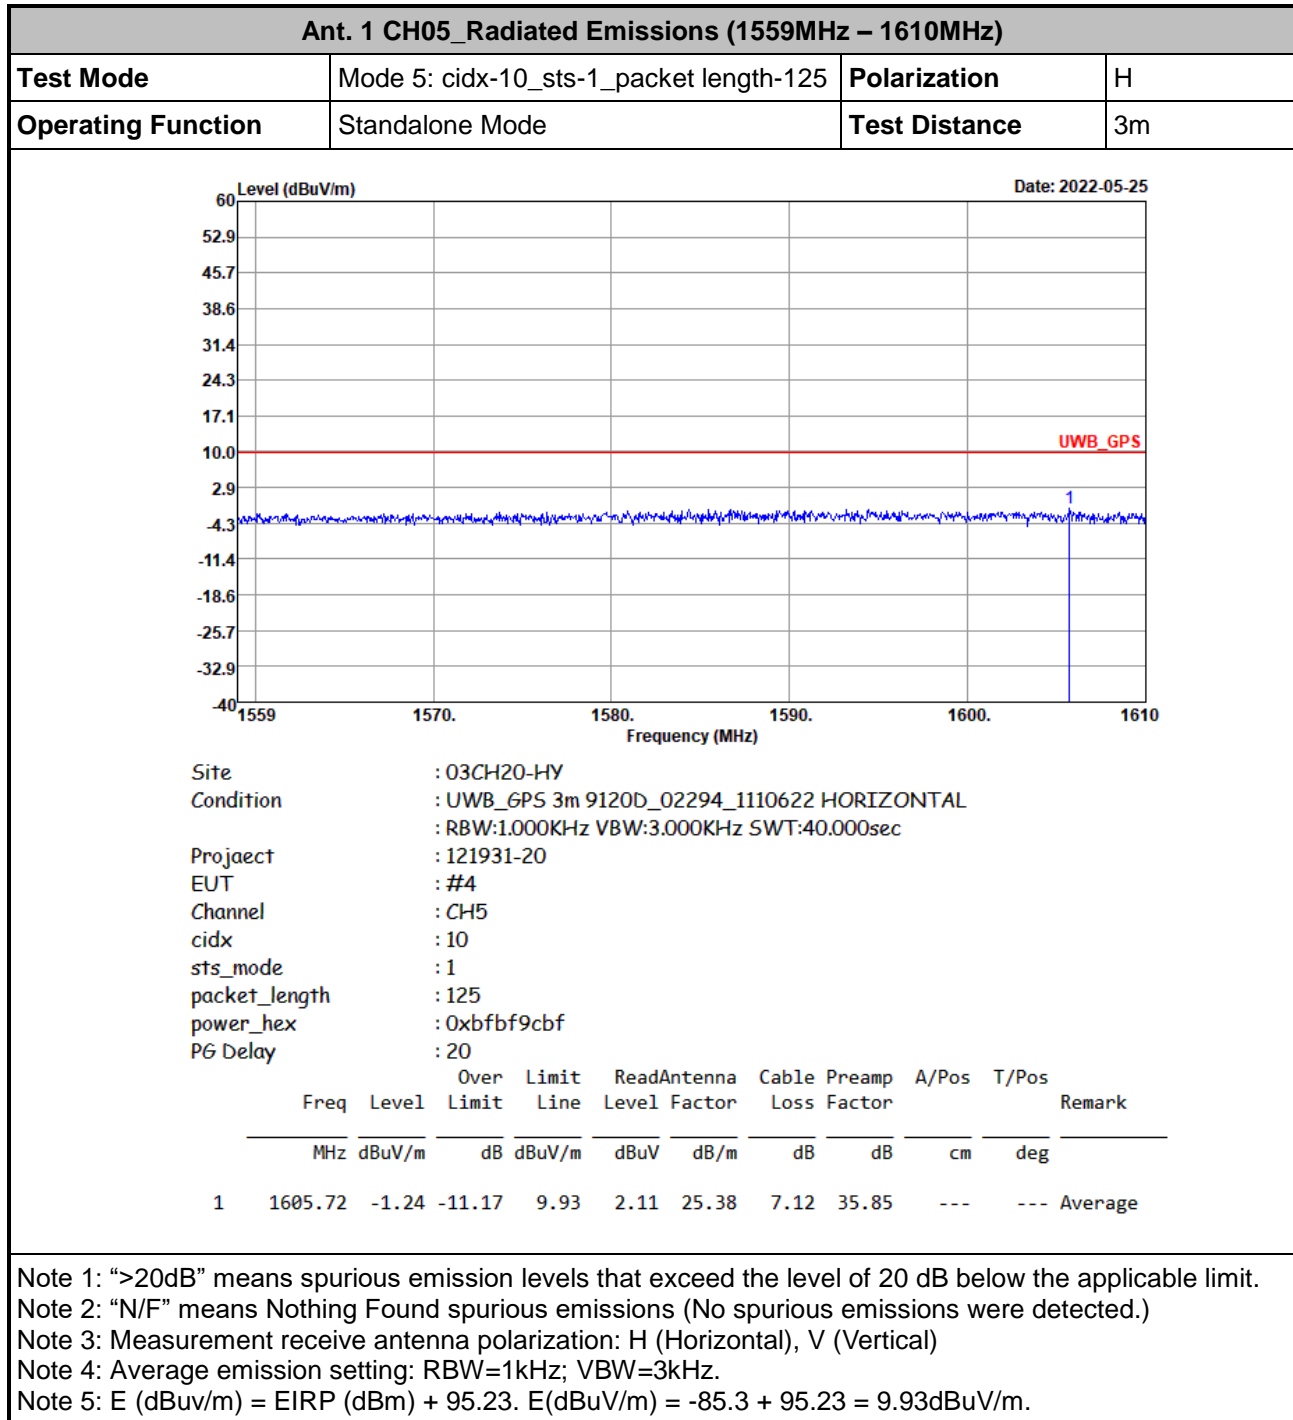 Ant. 1 CH05_Radiated Emissions (1559MHz – 1610MHz)
Test Mode Mode 5: cidx-10_sts-1_packet length-125 Polarization H
Operating Function Standalone Mode Test Distance 3m
Level (dBuV/m) Date: 2022-05-25
60
52.9
45.7
38.6
31.4
24.3
17.1
UWB_GPS
10.0
2.9
1
-4.3
-11.4
-18.6
-25.7
-32.9
-40
1559 1570. 1580. 1590. 1600. 1610
Frequency (MHz)
Site : 03CH20-HY
Condition : UWB_GPS 3m 9120D_02294_1110622 HORIZONTAL
: RBW:1.000KHz VBW:3.000KHz SWT:40.000sec
Projaect : 121931-20
EUT : #4
Channel : CH5
cidx : 10
sts_mode : 1
packet_length : 125
power_hex : 0xbfbf9cbf
PG Delay : 20
Over Limit ReadAntenna Cable Preamp A/Pos T/Pos
Freq Level Limit Line Level Factor Loss Factor Remark
MHz dBuV/m dB dBuV/m dBuV dB/m dB dB cm deg
1 1605.72 -1.24 -11.17 9.93 2.11 25.38 7.12 35.85 --- --- Average
Note 1: “>20dB” means spurious emission levels that exceed the level of 20 dB below the applicable limit.
Note 2: “N/F” means Nothing Found spurious emissions (No spurious emissions were detected.)
Note 3: Measurement receive antenna polarization: H (Horizontal), V (Vertical)
Note 4: Average emission setting: RBW=1kHz; VBW=3kHz.
Note 5: E (dBuv/m) = EIRP (dBm) + 95.23. E(dBuV/m) = -85.3 + 95.23 = 9.93dBuV/m.